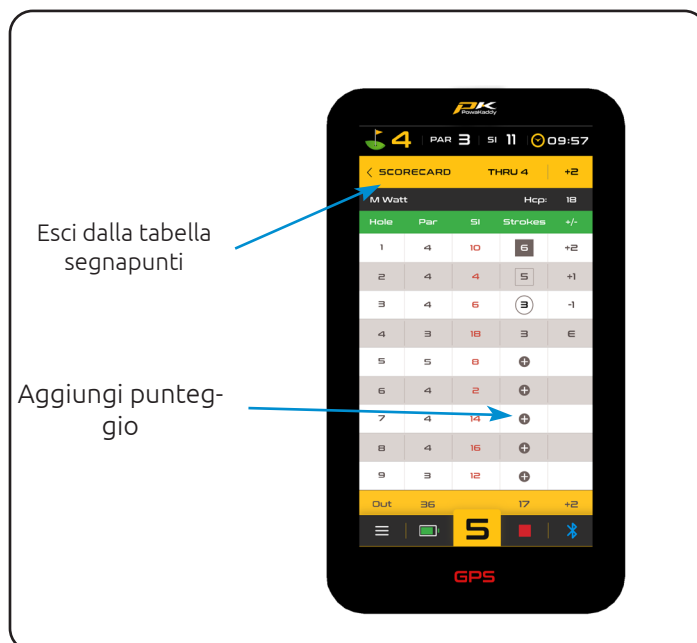 PK
PowaKaddy
4 PAR 3 SI 11 09:57
< SCORECARD THRU 4 +2
M Watt Hcp: 18
Hole Par SI Strokes +/-
1 4 10 6 +2
2 4 4 5 +1
3 4 6 3 -1
4 3 18 3 E
5 5 8 +
6 4 2 +
7 4 14 +
8 4 16 +
9 3 12 +
Out 36 17 +2
5
GPS
Esci dalla tabella
segnapunti
Aggiungi punteg-
gio